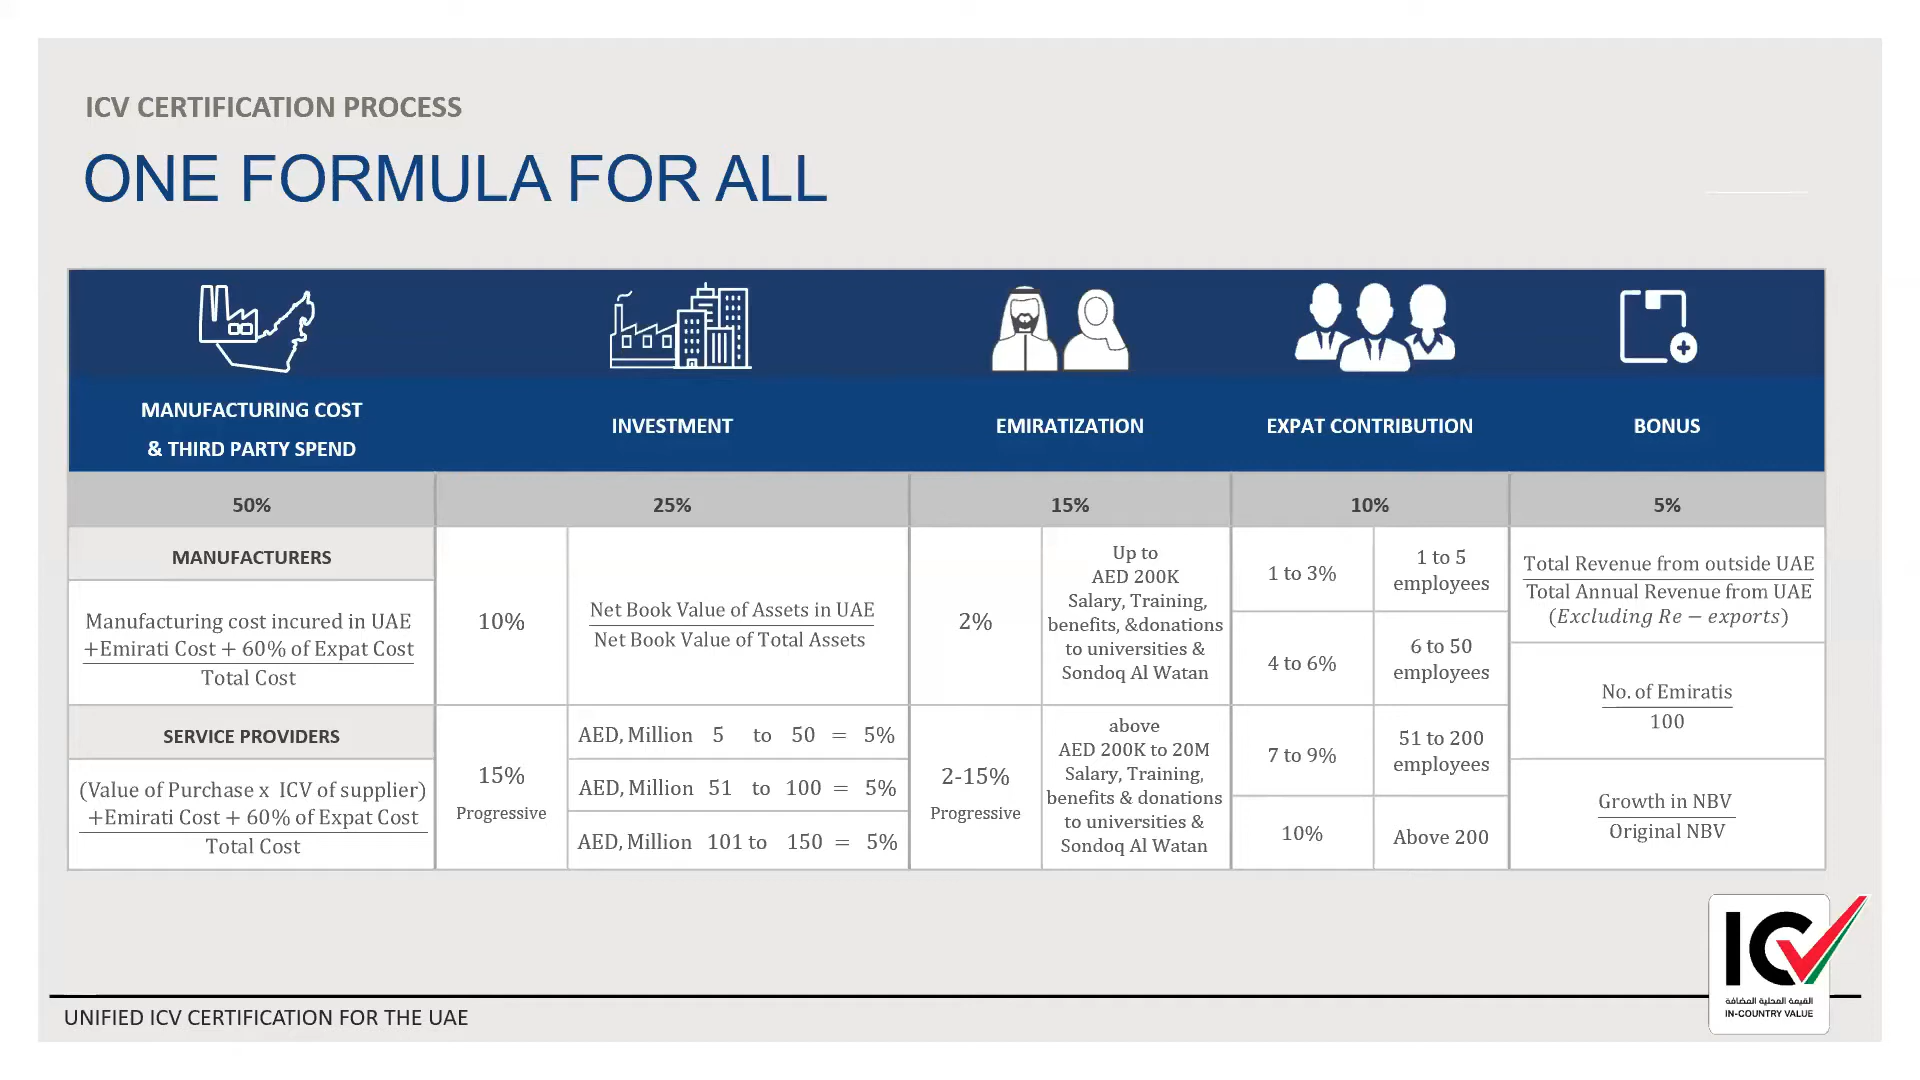 ICV CERTIFICATION PROCESS
ONE FORMULA FOR ALL
MANUFACTURING COST
& THIRD PARTY SPEND
INVESTMENT
EMIRATIZATION
EXPAT CONTRIBUTION
BONUS
50%
25%
15%
10%
5%
MANUFACTURERS
Manufacturing cost incured in UAE
+Emirati Cost + 60% of Expat Cost
Total Cost
SERVICE PROVIDERS
(Value of Purchase x ICV of supplier)
+Emirati Cost + 60% of Expat Cost
Total Cost
10%
Net Book Value of Assets in UAE
Net Book Value of Total Assets
15%
Progressive
AED, Million 5 to 50 = 5%
AED, Million 51 to 100 = 5%
AED, Million 101 to 150 = 5%
2%
Up to
AED 200K
Salary, Training,
benefits, &donations
to universities &
Sondoq Al Watan
2-15%
Progressive
above
AED 200K to 20M
Salary, Training,
benefits & donations
to universities &
Sondoq Al Watan
1 to 3%
1 to 5
employees
4 to 6%
6 to 50
employees
7 to 9%
51 to 200
employees
10%
Above 200
Total Revenue from outside UAE
Total Annual Revenue from UAE
(Excluding Re − exports)
No. of Emiratis
100
Growth in NBV
Original NBV
ICV
القيمة المحلية المضافة
IN-COUNTRY VALUE
UNIFIED ICV CERTIFICATION FOR THE UAE